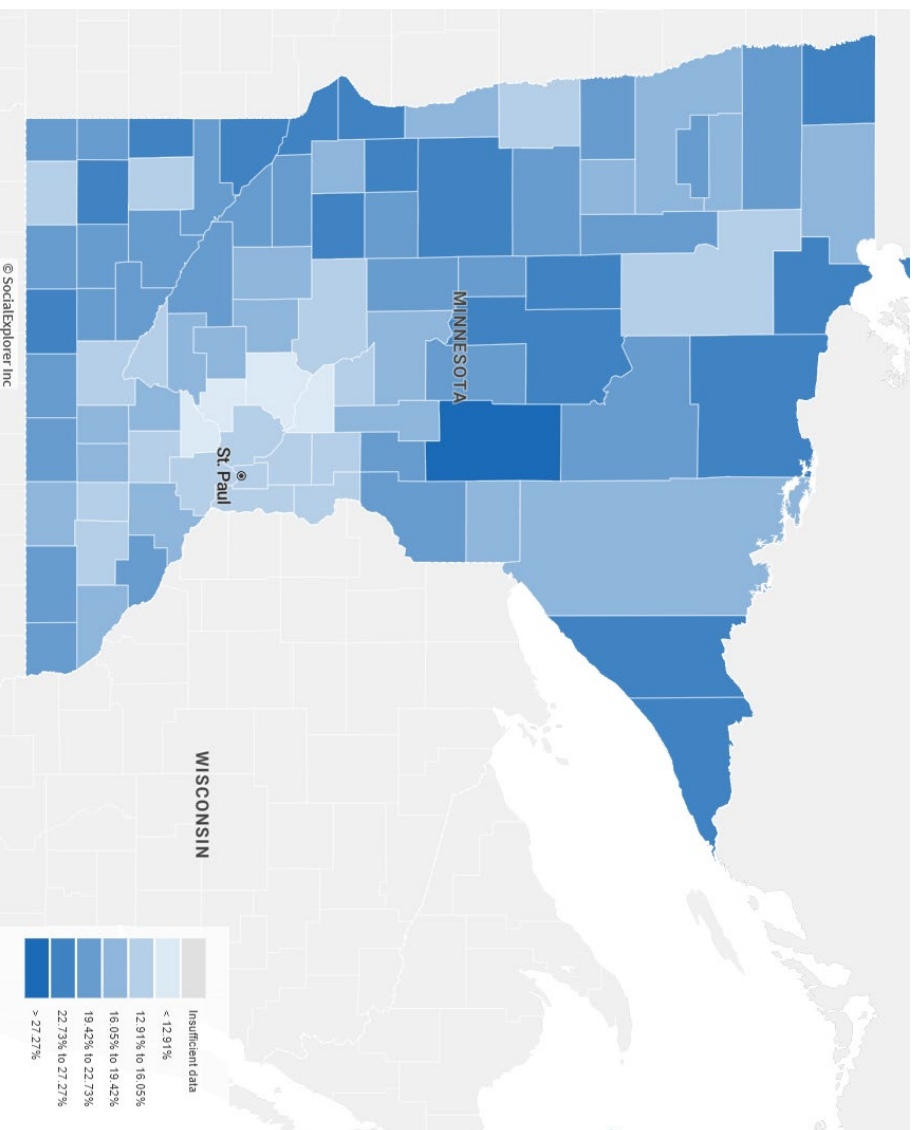 MINNESOTA
St. Paul
WISCONSIN
Insufficient data
< 12.91%
12.91% to 16.05%
16.05% to 19.42%
19.42% to 22.73%
22.73% to 27.27%
> 27.27%
© SocialExplorer Inc